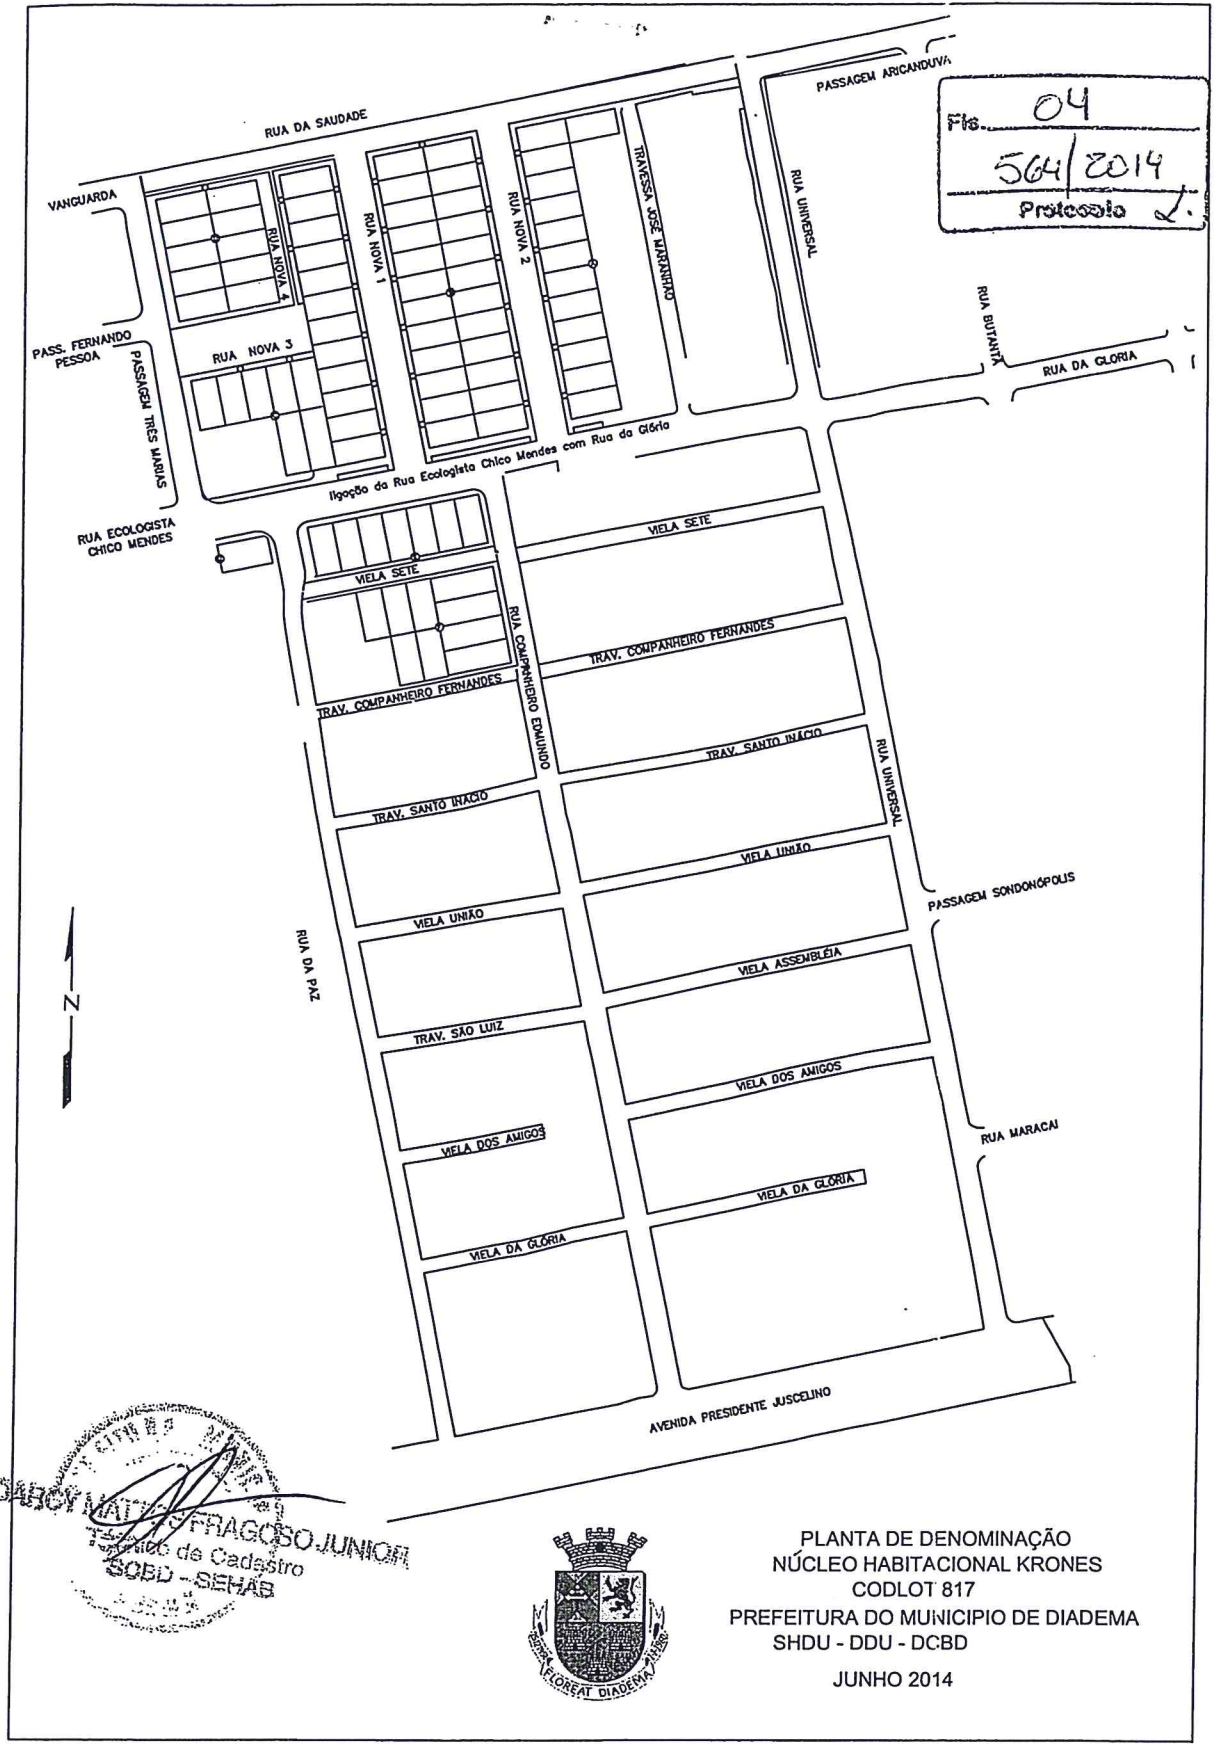 PASSAGEM ARICANDUVA
Fls. 04
564/2014
Protocolo
RUA DA SAUDADE
VANGUARDA
RUA NOVA 4
RUA NOVA 1
RUA NOVA 2
TRAVESSA JOSÉ MARANHÃO
RUA UNIVERSAL
RUA BUTANTÃ
RUA DA GLORIA
PASS. FERNANDO
PESSOA
PASSAGEM TRÊS MARIAS
RUA NOVA 3
ligação da Rua Ecologista Chico Mendes com Rua da Glória
RUA ECOLOGISTA
CHICO MENDES
VIELA SETE
VIELA SETE
RUA COMPANHEIRO EDMUNDO
TRAV. COMPANHEIRO FERNANDES
TRAV. COMPANHEIRO FERNANDES
TRAV. SANTO INÁCIO
RUA UNIVERSAL
TRAV. SANTO INÁCIO
VIELA UNIÃO
PASSAGEM SONDONÓPOLIS
VIELA UNIÃO
RUA DA PAZ
VIELA ASSEMBLÉIA
N
TRAV. SÃO LUIZ
VIELA DOS AMIGOS
RUA MARACAI
VIELA DOS AMIGOS
VIELA DA GLÓRIA
VIELA DA GLÓRIA
AVENIDA PRESIDENTE JUSCELINO
DARCY MATTOS FRAGOSO JUNIOR
Técnico de Cadastro
SCBD - SEHAB
FLOREAT DIADEMA
PLANTA DE DENOMINAÇÃO
NÚCLEO HABITACIONAL KRONES
CODLOT 817
PREFEITURA DO MUNICIPIO DE DIADEMA
SHDU - DDU - DCBD
JUNHO 2014